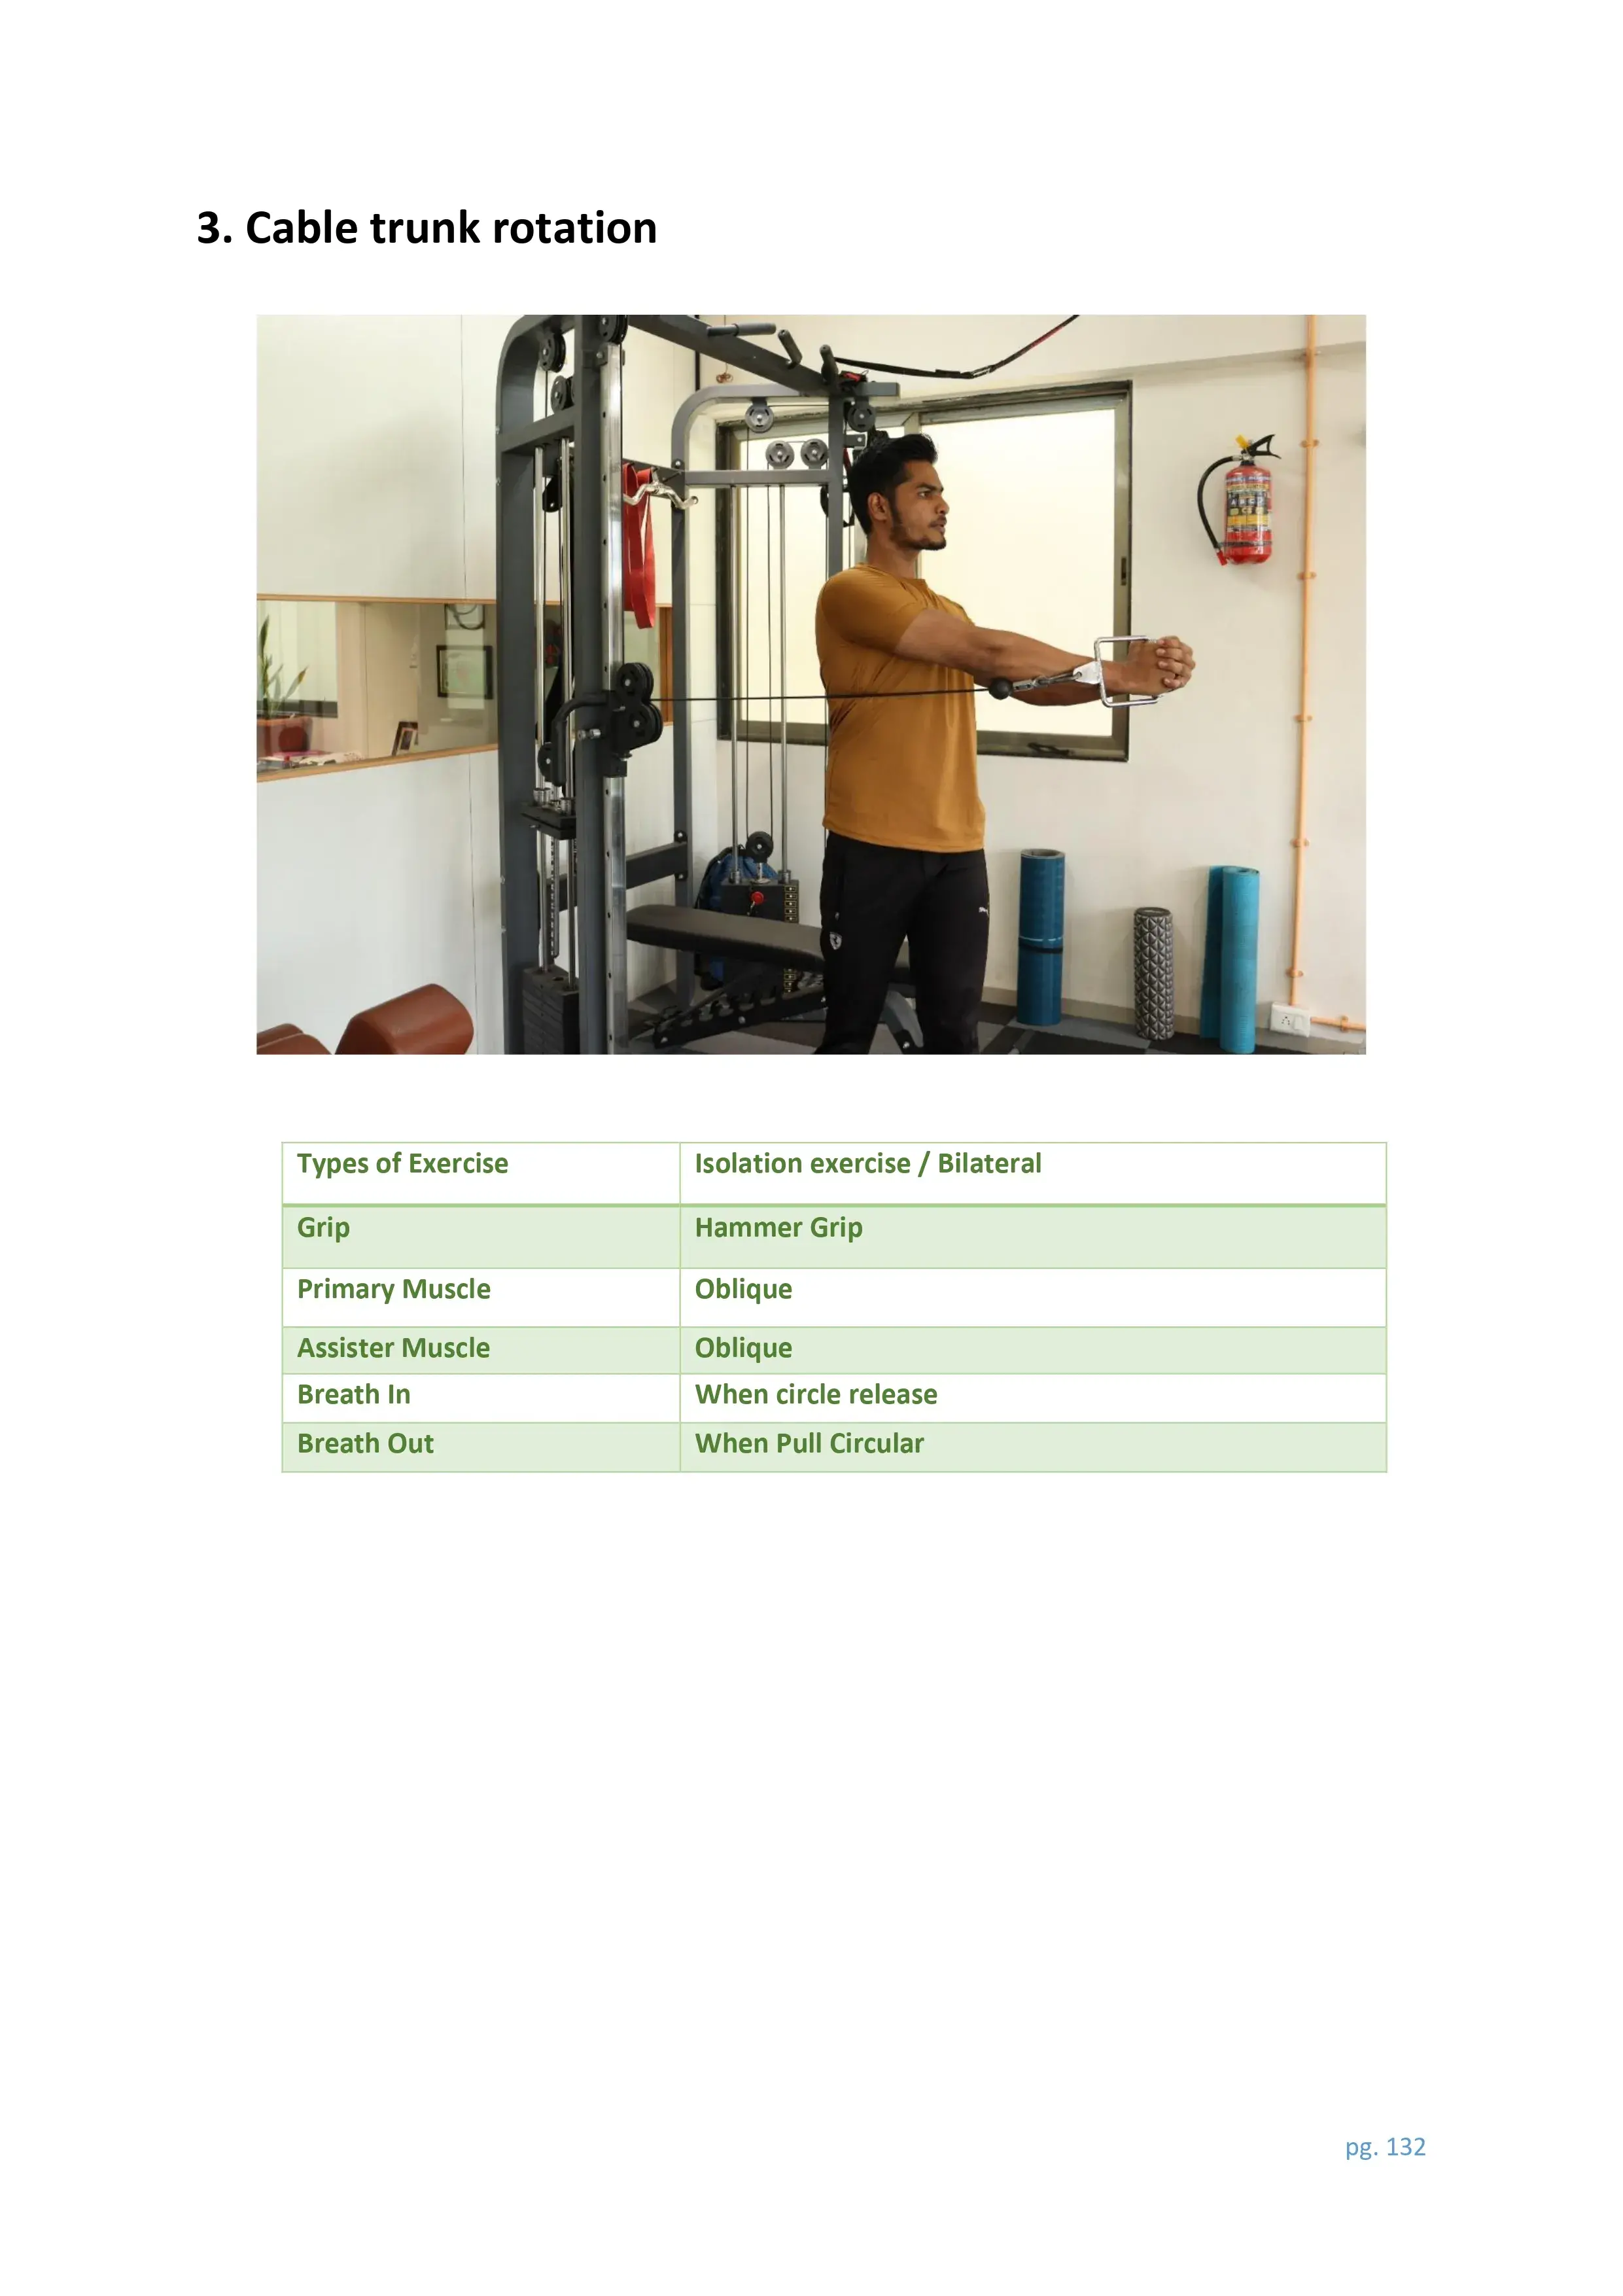 3. Cable trunk rotation
Types of Exercise Isolation exercise / Bilateral
Grip Hammer Grip
Primary Muscle Oblique
Assister Muscle Oblique
Breath In When circle release
Breath Out When Pull Circular
pg. 132